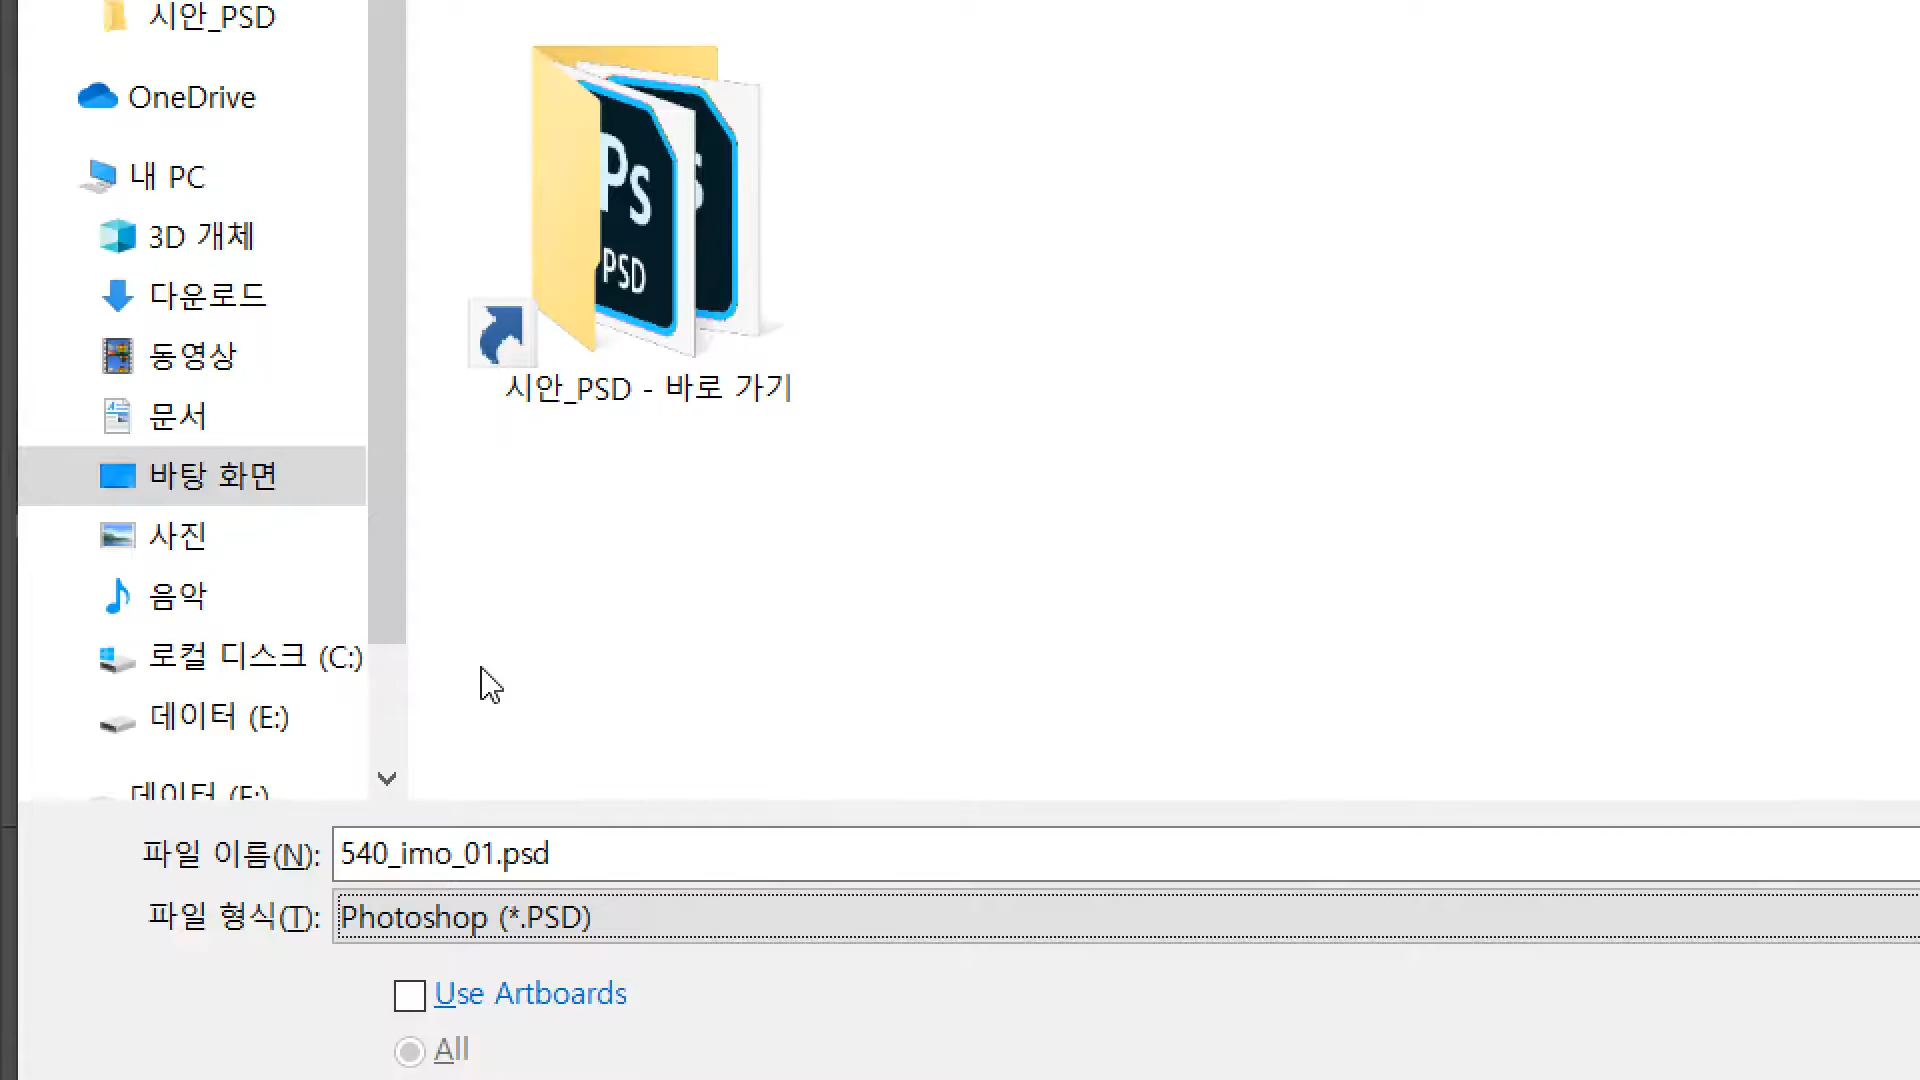 시안_PSD
OneDrive
내 PC
3D 개체
다운로드
동영상
문서
바탕 화면
사진
음악
로컬 디스크 (C:)
데이터 (E:)
데이터
Ps
PSD
시안_PSD - 바로 가기
파일 이름(N): 540_imo_01.psd
파일 형식(T): Photoshop (*.PSD)
Use Artboards
All